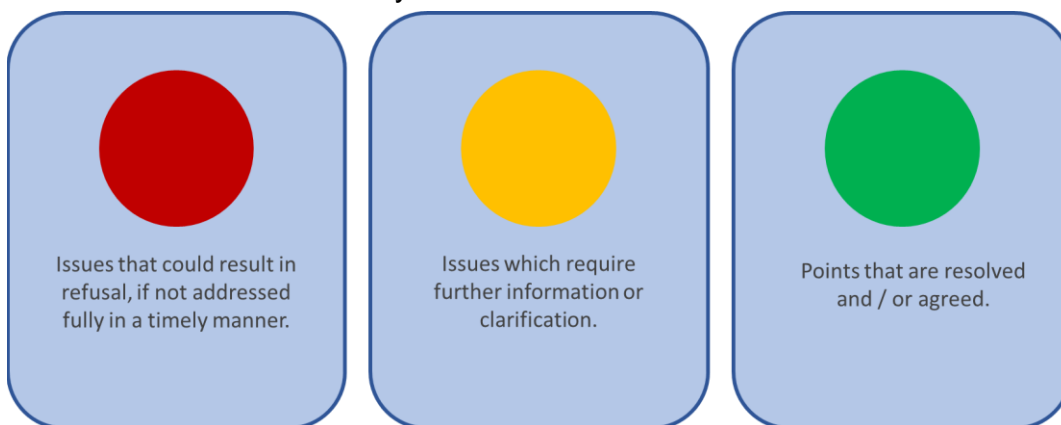 Issues that could result in
refusal, if not addressed
fully in a timely manner.
Issues which require
further information or
clarification.
Points that are resolved
and / or agreed.